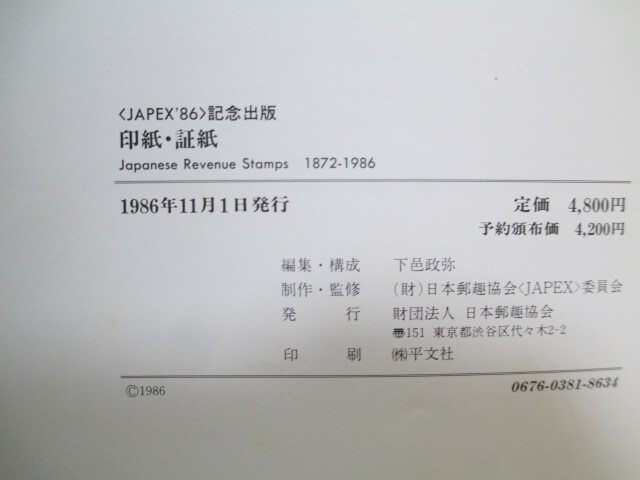 〈JAPEX'86〉記念出版
印紙・証紙
Japanese Revenue Stamps 1872-1986
1986年11月1日発行 定価 4,800円
予約頒布価 4,200円
編集・構成 下邑政弥
制作・監修 (財)日本郵趣協会〈JAPEX〉委員会
発行 財団法人 日本郵趣協会
〠151 東京都渋谷区代々木2-2
印刷 ㈱平文社
©1986 0676-0381-8634